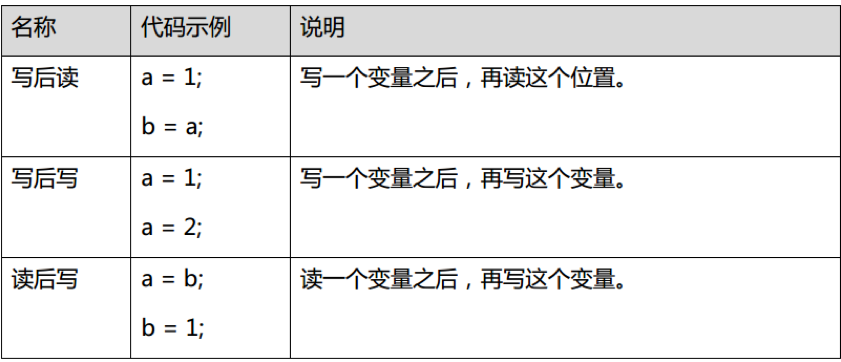 名称 代码示例 说明
写后读 a = 1; 写一个变量之后，再读这个位置。
b = a;
写后写 a = 1; 写一个变量之后，再写这个变量。
a = 2;
读后写 a = b; 读一个变量之后，再写这个变量。
b = 1;